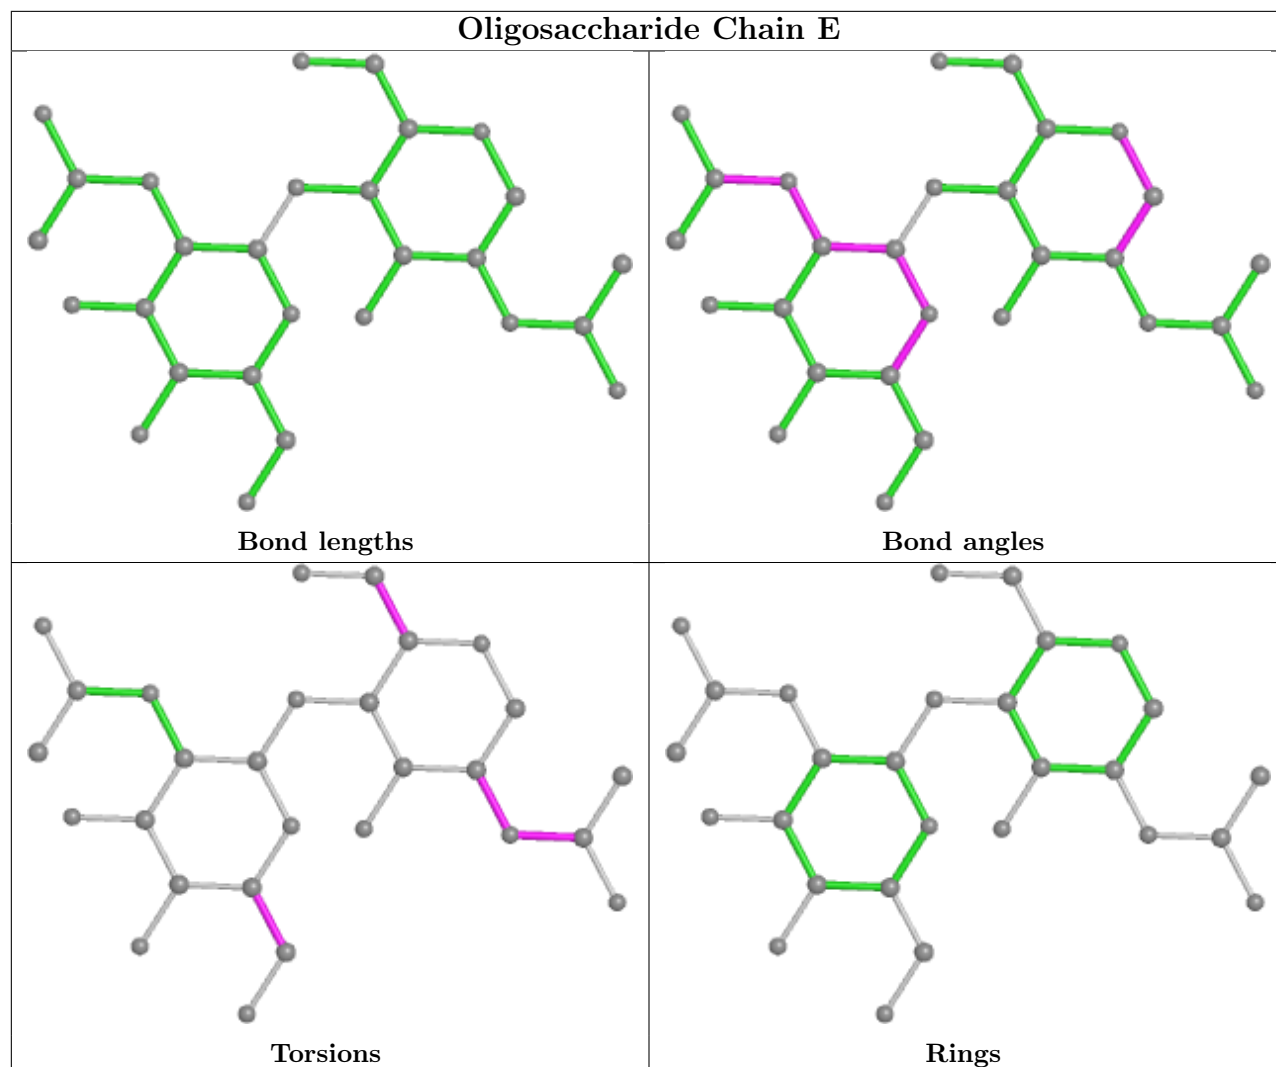 Oligosaccharide Chain E
Bond lengths
Bond angles
Torsions
Rings